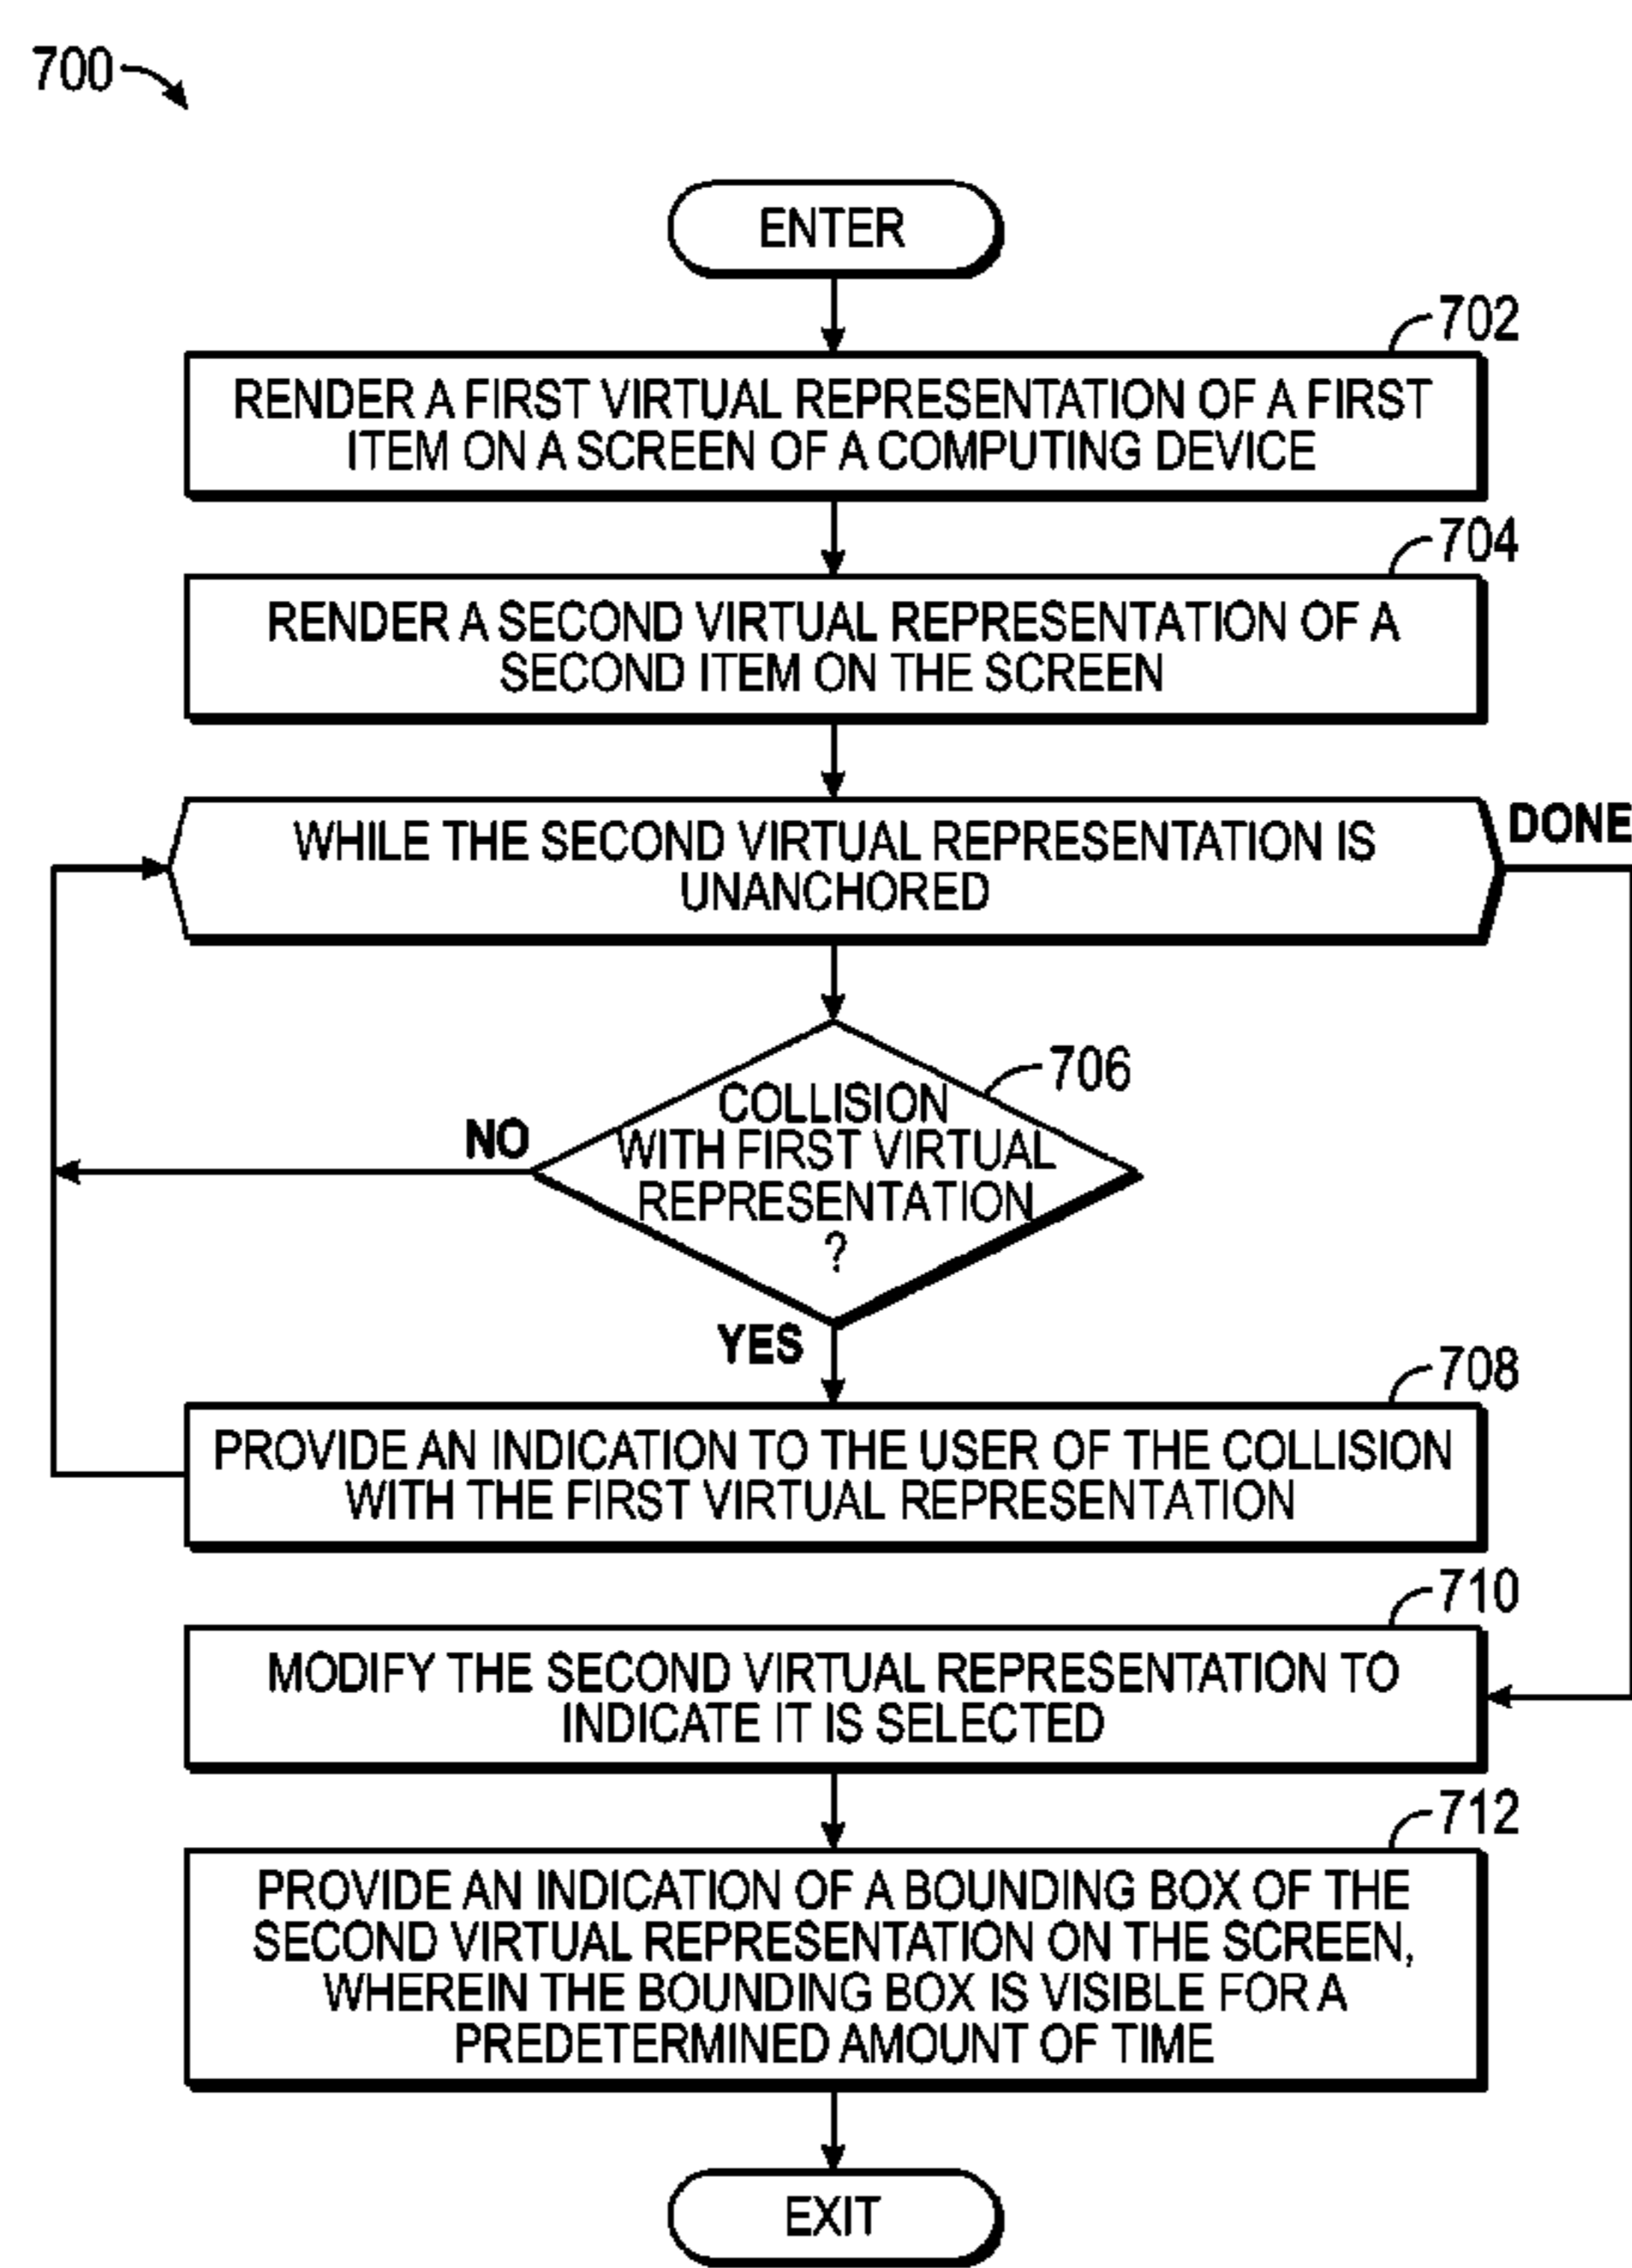 700
ENTER
702
RENDER A FIRST VIRTUAL REPRESENTATION OF A FIRST
ITEM ON A SCREEN OF A COMPUTING DEVICE
704
RENDER A SECOND VIRTUAL REPRESENTATION OF A
SECOND ITEM ON THE SCREEN
WHILE THE SECOND VIRTUAL REPRESENTATION IS
UNANCHORED
DONE
706
COLLISION
WITH FIRST VIRTUAL
REPRESENTATION
?
NO
YES
708
PROVIDE AN INDICATION TO THE USER OF THE COLLISION
WITH THE FIRST VIRTUAL REPRESENTATION
710
MODIFY THE SECOND VIRTUAL REPRESENTATION TO
INDICATE IT IS SELECTED
712
PROVIDE AN INDICATION OF A BOUNDING BOX OF THE
SECOND VIRTUAL REPRESENTATION ON THE SCREEN,
WHEREIN THE BOUNDING BOX IS VISIBLE FOR A
PREDETERMINED AMOUNT OF TIME
EXIT